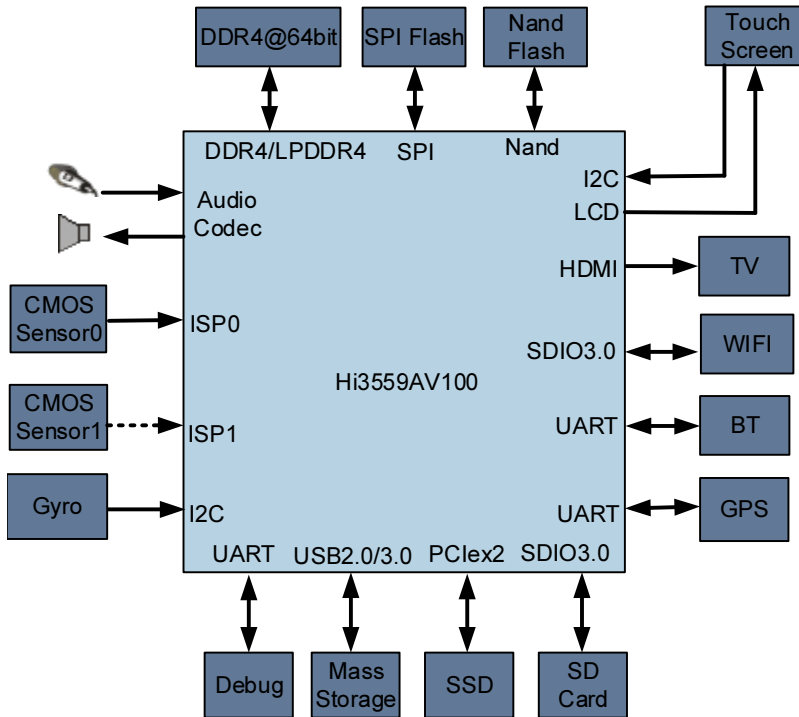 DDR4@64bit
SPI Flash
Nand
Flash
Touch
Screen
DDR4/LPDDR4
SPI
Nand
I2C
LCD
Audio
Codec
HDMI
TV
CMOS
Sensor0
ISP0
SDIO3.0
WIFI
Hi3559AV100
CMOS
Sensor1
ISP1
UART
BT
Gyro
I2C
UART
GPS
UART
USB2.0/3.0
PCIex2
SDIO3.0
Debug
Mass
Storage
SSD
SD
Card